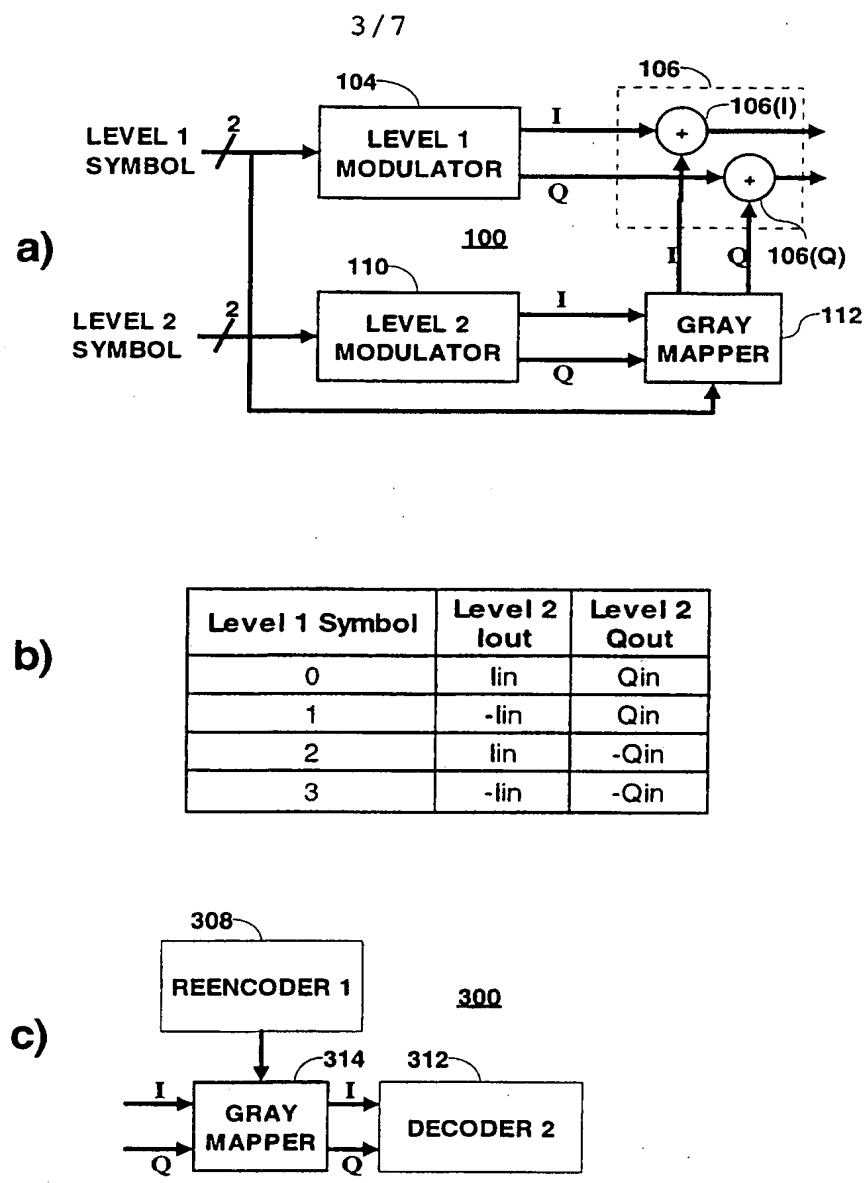 3/7
106
104
106(I)
2
LEVEL 1
SYMBOL
LEVEL 1
MODULATOR
I
Q
+
+
a)
100
106(Q)
110
I
Q
2
LEVEL 2
SYMBOL
LEVEL 2
MODULATOR
I
Q
GRAY
MAPPER
112
b)
Level 1 Symbol Level 2 Iout Level 2 Qout
0 Iin Qin
1 -Iin Qin
2 Iin -Qin
3 -Iin -Qin
308
REENCODER 1
300
c)
314
312
I
Q
GRAY
MAPPER
I
Q
DECODER 2